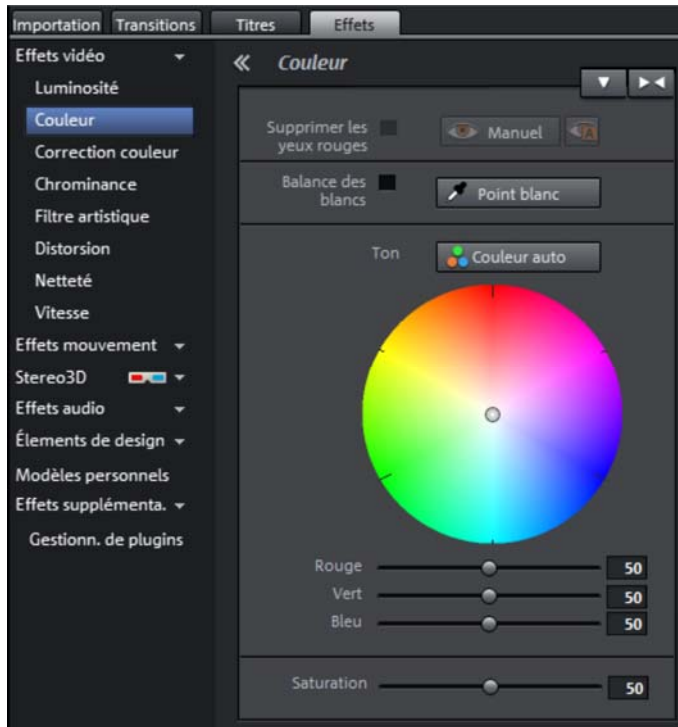 Importation Transitions Titres Effets
Effets vidéo
Luminosité
Couleur
Correction couleur
Chrominance
Filtre artistique
Distorsion
Netteté
Vitesse
Effets mouvement
Stereo3D
Effets audio
Élements de design
Modèles personnels
Effets supplémenta.
Gestionn. de plugins
Couleur
Supprimer les
yeux rouges
Manuel
A
Balance des
blancs
Point blanc
Ton
Couleur auto
Rouge 50
Vert 50
Bleu 50
Saturation 50